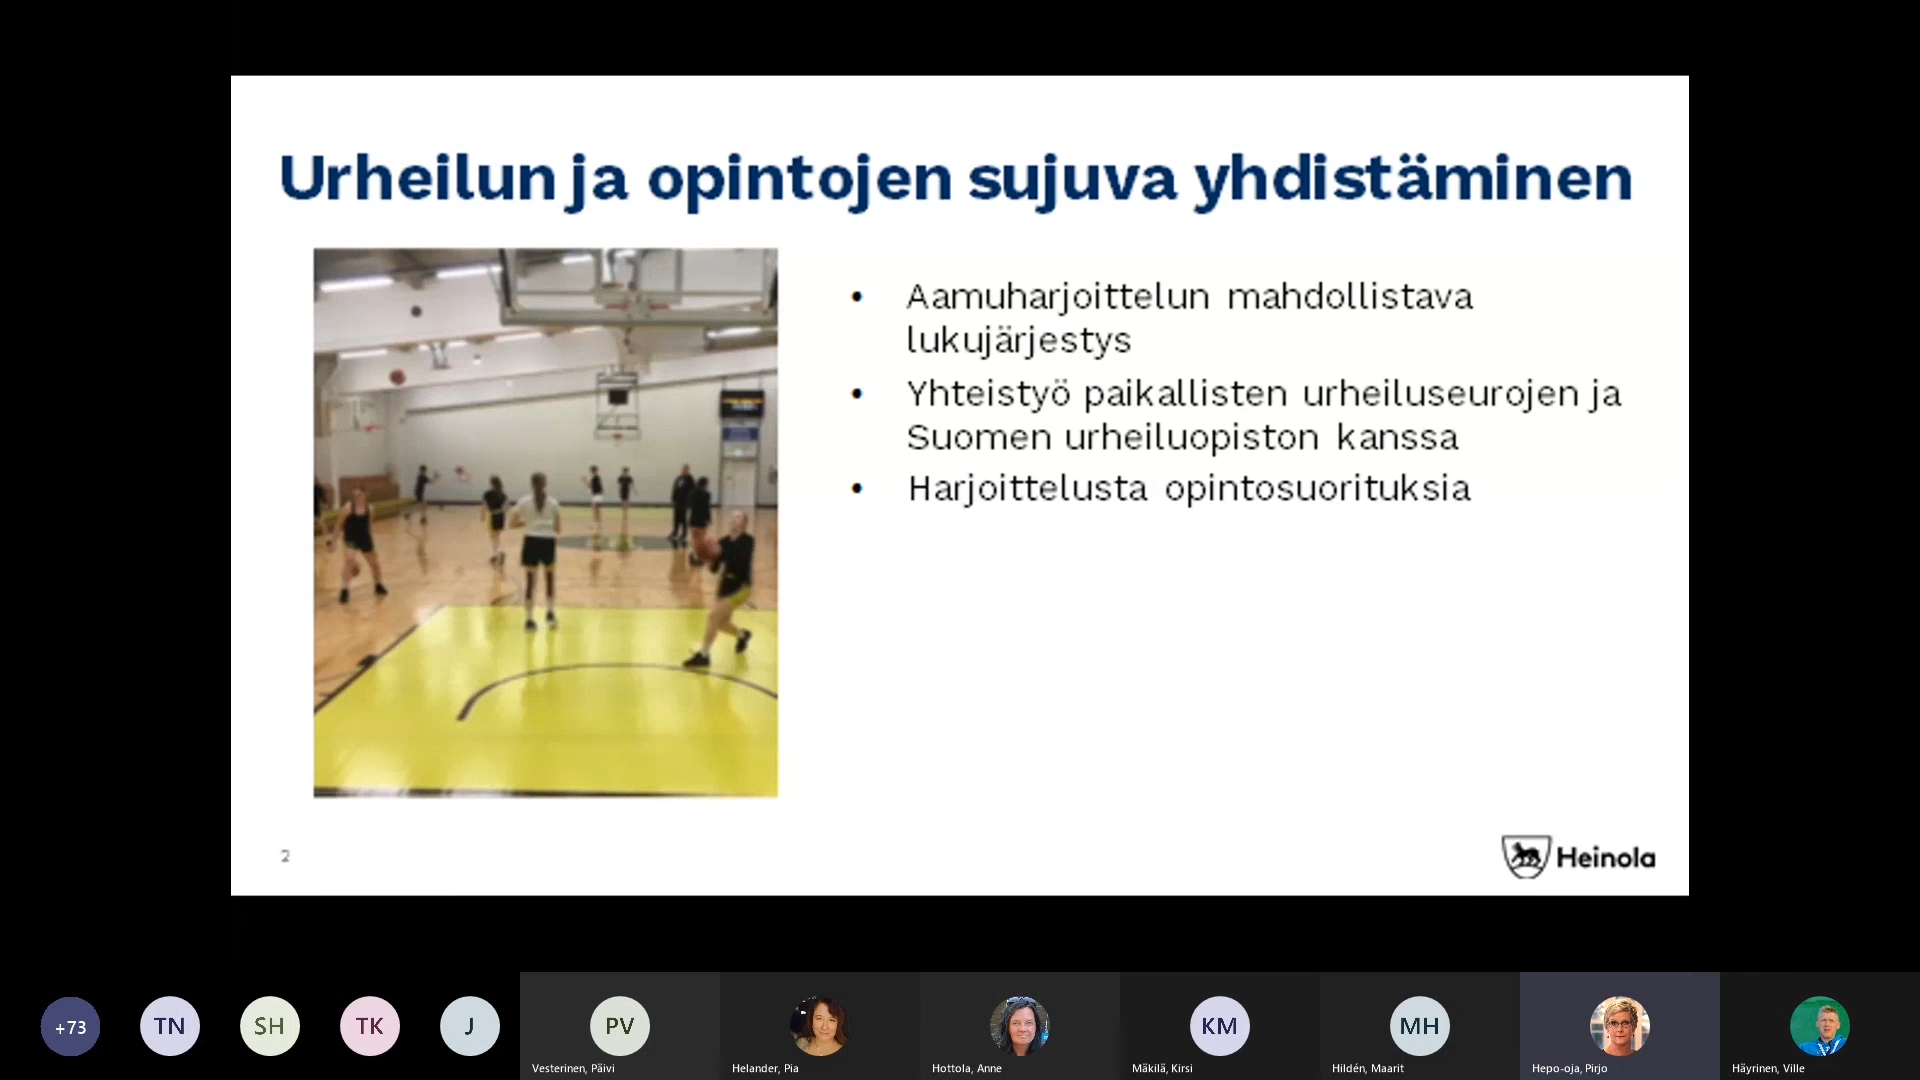 Urheilun ja opintojen sujuva yhdistäminen
• Aamuharjoittelun mahdollistava
lukujärjestys
• Yhteistyö paikallisten urheiluseurojen ja
Suomen urheiluopiston kanssa
• Harjoittelusta opintosuorituksia
2
Heinola
+73
TN
SH
TK
J
PV
KM
MH
Vesterinen, Päivi
Helander, Pia
Hottola, Anne
Mäkilä, Kirsi
Hildén, Maarit
Hepo-oja, Pirjo
Häyrinen, Ville